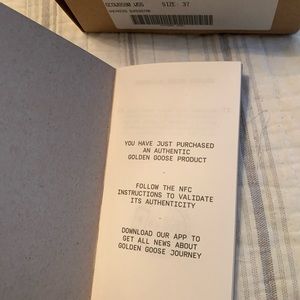 SIZE: 37
YOU HAVE JUST PURCHASED
AN AUTHENTIC
GOLDEN GOOSE PRODUCT
-
FOLLOW THE NFC
INSTRUCTIONS TO VALIDATE
ITS AUTHENTICITY
-
DOWNLOAD OUR APP TO
GET ALL NEWS ABOUT
GOLDEN GOOSE JOURNEY